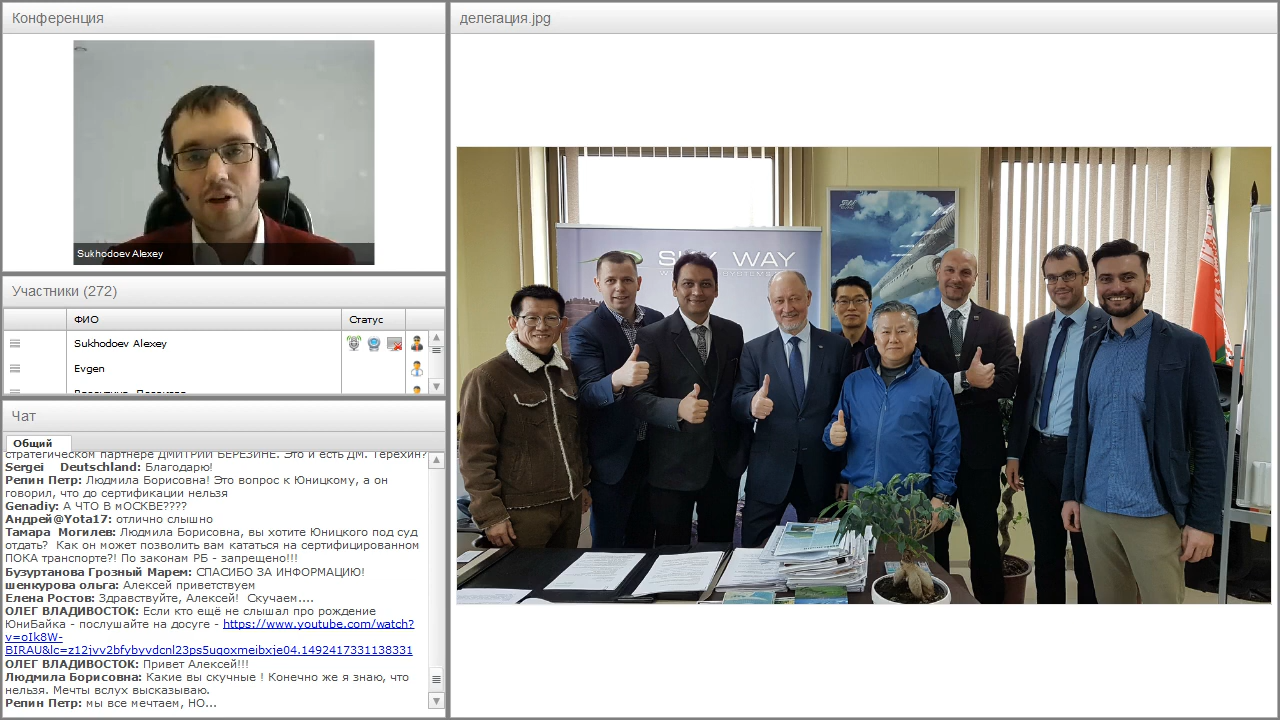 Конференция
Sukhodoev Alexey
Участники (272)
ФИО
Статус
Sukhodoev Alexey
Evgen
Чат
Общий
стратегическом партнере ДМИТРИИ БЕРЕЗИНЕ. Это и есть ДМ. Терехин?
Sergei Deutschland: Благодарю!
Репин Петр: Людмила Борисовна! Это вопрос к Юницкому, а он
говорил, что до сертификации нельзя
Genadiy: А ЧТО В мОСКВЕ????
Андрей@Yota17: отлично слышно
Тамара Могилев: Людмила Борисовна, вы хотите Юницкого под суд
отдать? Как он может позволить вам кататься на сертифицированном
ПОКА транспорте?! По законам РБ - запрещено!!!
Бузуртанова Грозный Марем: СПАСИБО ЗА ИНФОРМАЦИЮ!
шенкурова ольга: Алексей приветствуем
Елена Ростов: Здравствуйте, Алексей! Скучаем....
ОЛЕГ ВЛАДИВОСТОК: Если кто ещё не слышал про рождение
ЮниБайка - послушайте на досуге - https://www.youtube.com/watch?
v=oIk8W-
BIRAU&lc=z12jvv2bfybyvdcnl23ps5uqoxmeibxje04.1492417331138331
ОЛЕГ ВЛАДИВОСТОК: Привет Алексей!!!
Людмила Борисовна: Какие вы скучные ! Конечно же я знаю, что
нельзя. Мечты вслух высказываю.
Репин Петр: мы все мечтаем, НО...
делегация.jpg
SKY WAY